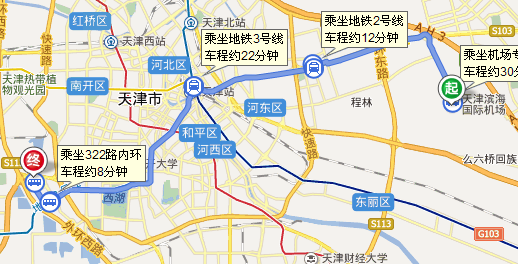 红桥区
天津北站
天津西站
乘坐地铁3号线
车程约22分钟
乘坐地铁2号线
车程约12分钟
S103
乘坐机场专
车程约30分
起
天津滨海
国际机场
快速路
天津热带植
物观光园
南开区
河北区
天津市
天津站
河东区
外环东路
程林
快速路
和平区
河西区
么六桥回族
终
乘坐322路内环
车程约8分钟
开大学
西湖
东丽区
S113
外环西路
G103
天津财经大学